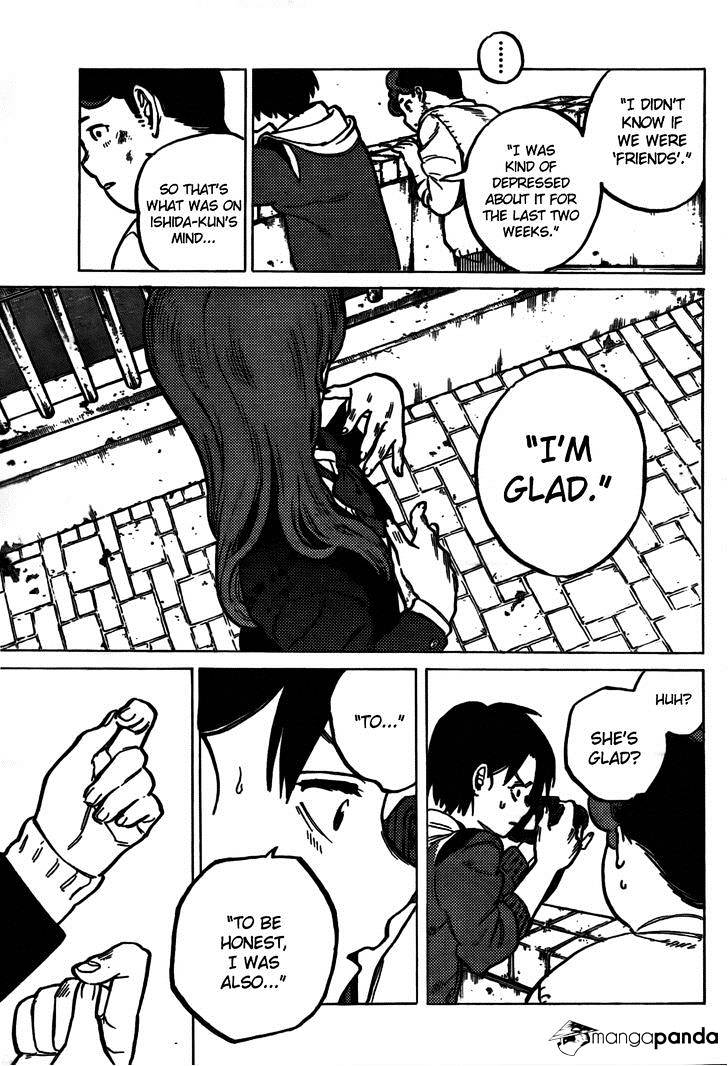 ......
"I DIDN'T
KNOW IF
WE WERE
'FRIENDS'."
"I WAS
KIND OF
DEPRESSED
ABOUT IT FOR
THE LAST TWO
WEEKS."
SO THAT'S
WHAT WAS ON
ISHIDA-KUN'S
MIND...
"I'M
GLAD."
HUH?
SHE'S
GLAD?
"TO..."
"TO BE
HONEST,
I WAS
ALSO..."
mangapanda